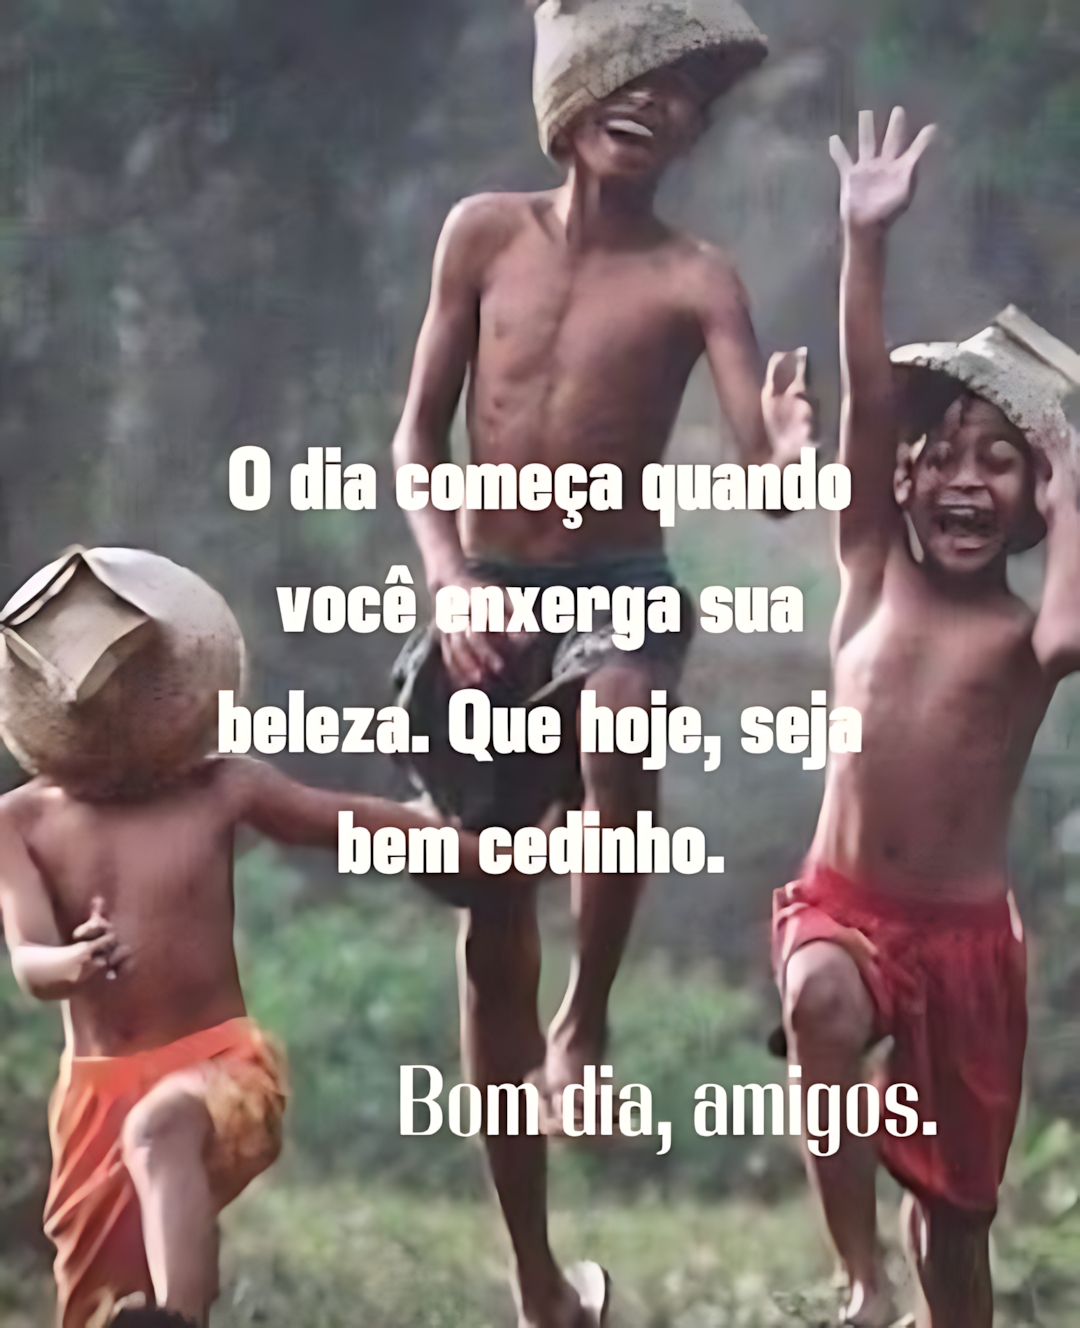 O dia começa quando
você enxerga sua
beleza. Que hoje, seja
bem cedinho.
Bom dia, amigos.